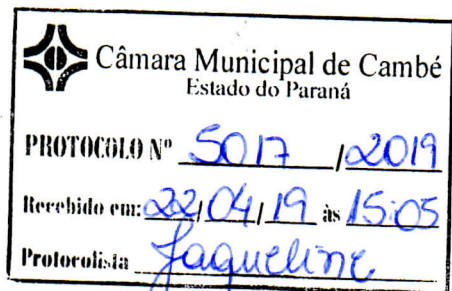 Câmara Municipal de Cambé
Estado do Paraná
PROTOCOLO Nº 5017 /2019
Recebido em: 22/04/19 às 15:05
Protocolista Jaqueline